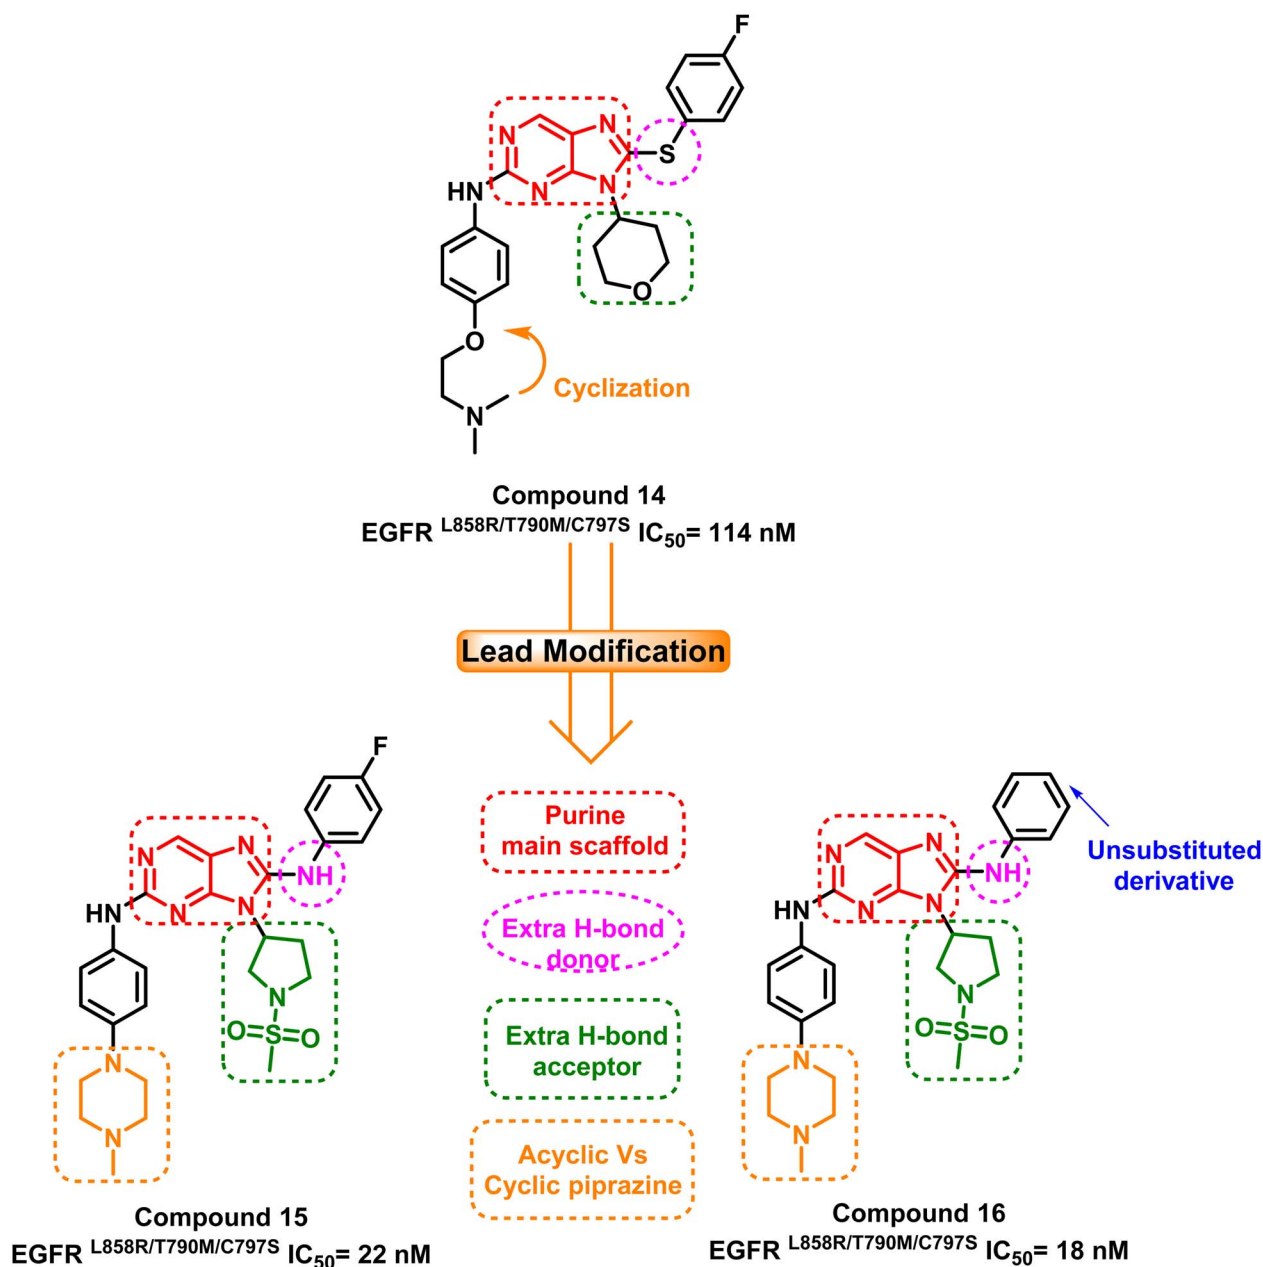 F
N
N
N
N
S
HN
O
O
Cyclization
N
Compound 14
EGFR L858R/T790M/C797S IC50= 114 nM
Lead Modification
F
N
N
N
N
NH
HN
N
O=S=O
N
N
Compound 15
EGFR L858R/T790M/C797S IC50= 22 nM
Purine
main scaffold
Extra H-bond
donor
Extra H-bond
acceptor
Acyclic Vs
Cyclic piprazine
Unsubstituted
derivative
N
N
N
N
NH
HN
N
O=S=O
N
N
Compound 16
EGFR L858R/T790M/C797S IC50= 18 nM